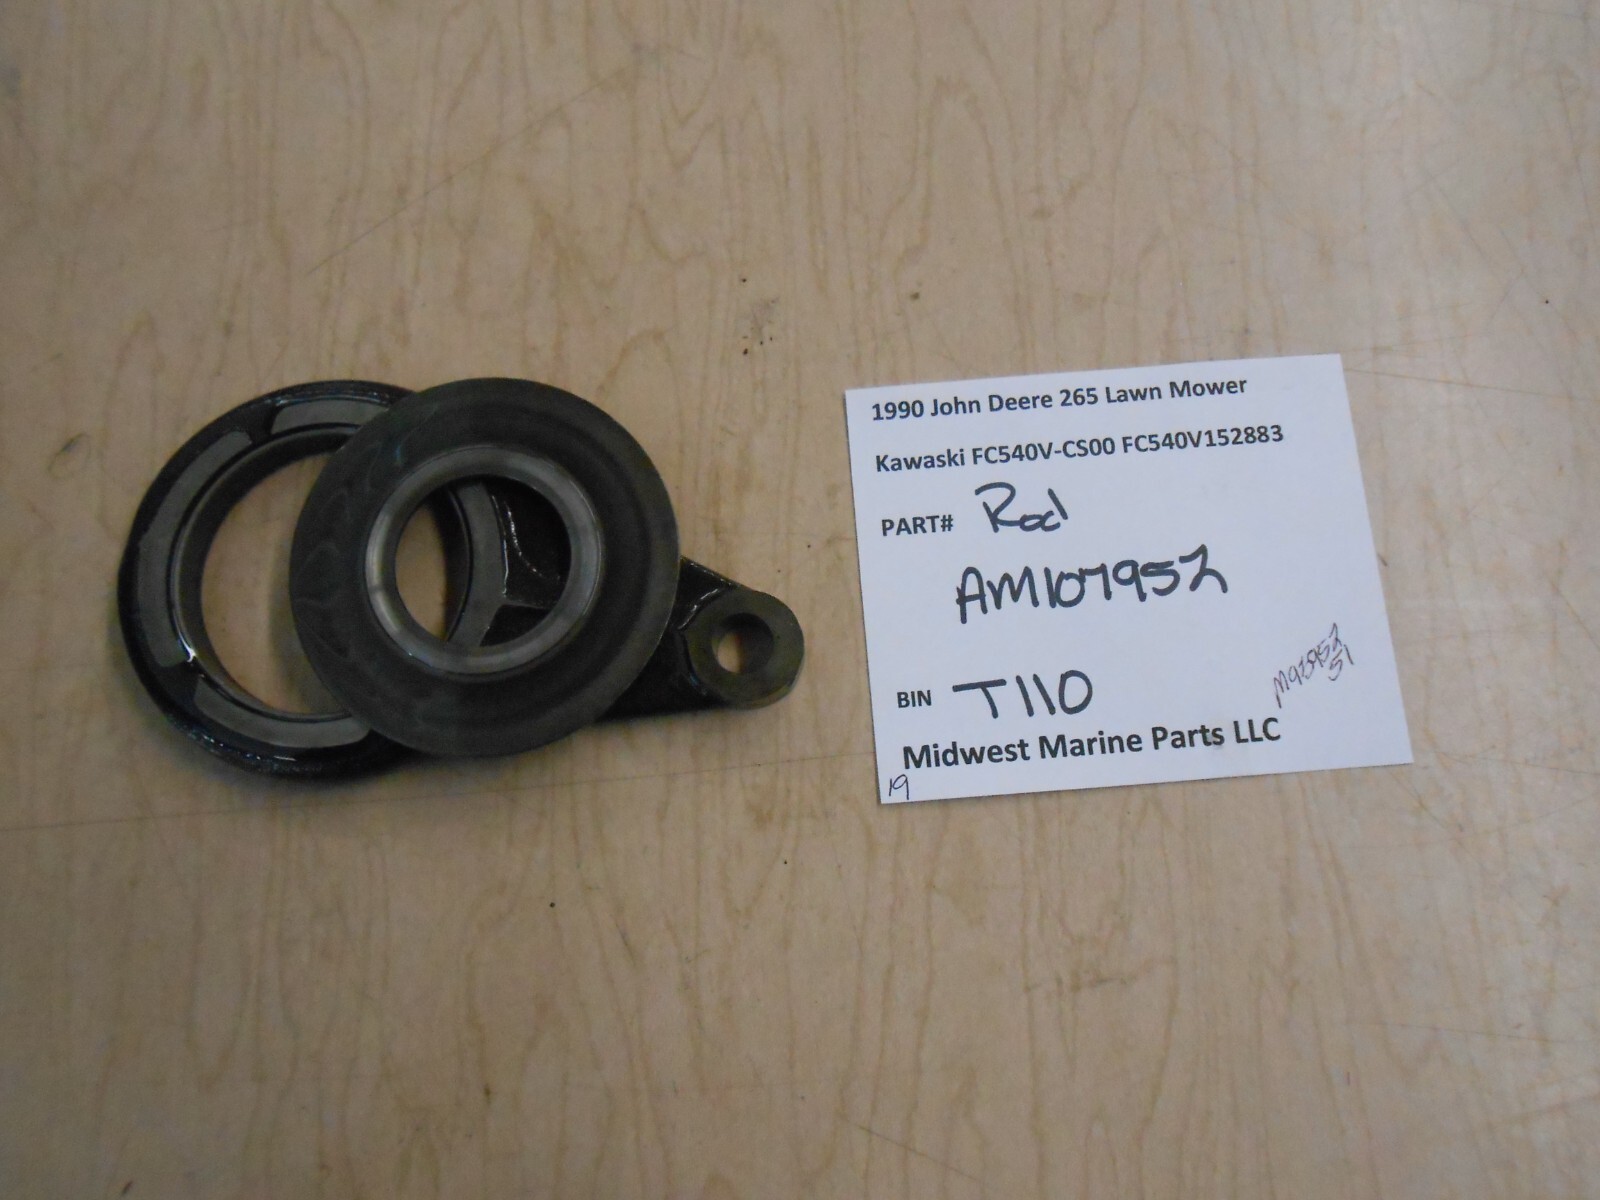 1990 John Deere 265 Lawn Mower
Kawaski FC540V-CS00 FC540V152883
PART# Rod
AM107952
BIN T110
Midwest Marine Parts LLC
51
19